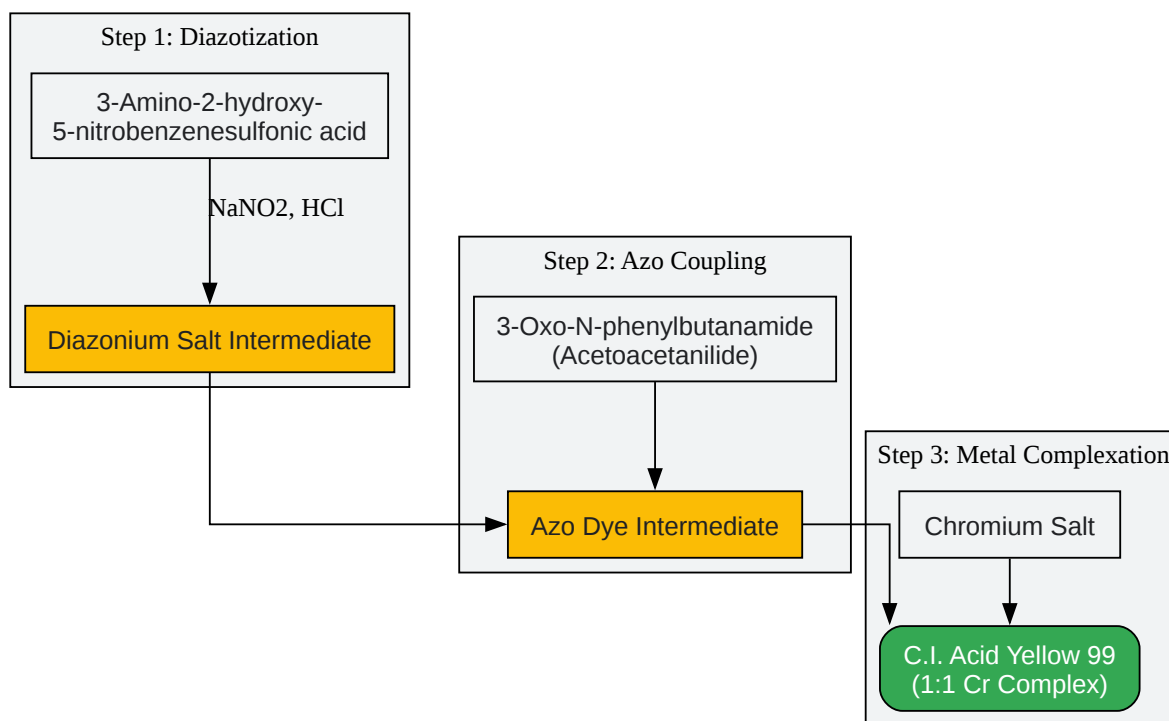 Step 1: Diazotization
3-Amino-2-hydroxy-
5-nitrobenzenesulfonic acid
NaNO2, HCl
Diazonium Salt Intermediate
Step 2: Azo Coupling
3-Oxo-N-phenylbutanamide
(Acetoacetanilide)
Azo Dye Intermediate
Step 3: Metal Complexation
Chromium Salt
C.I. Acid Yellow 99
(1:1 Cr Complex)